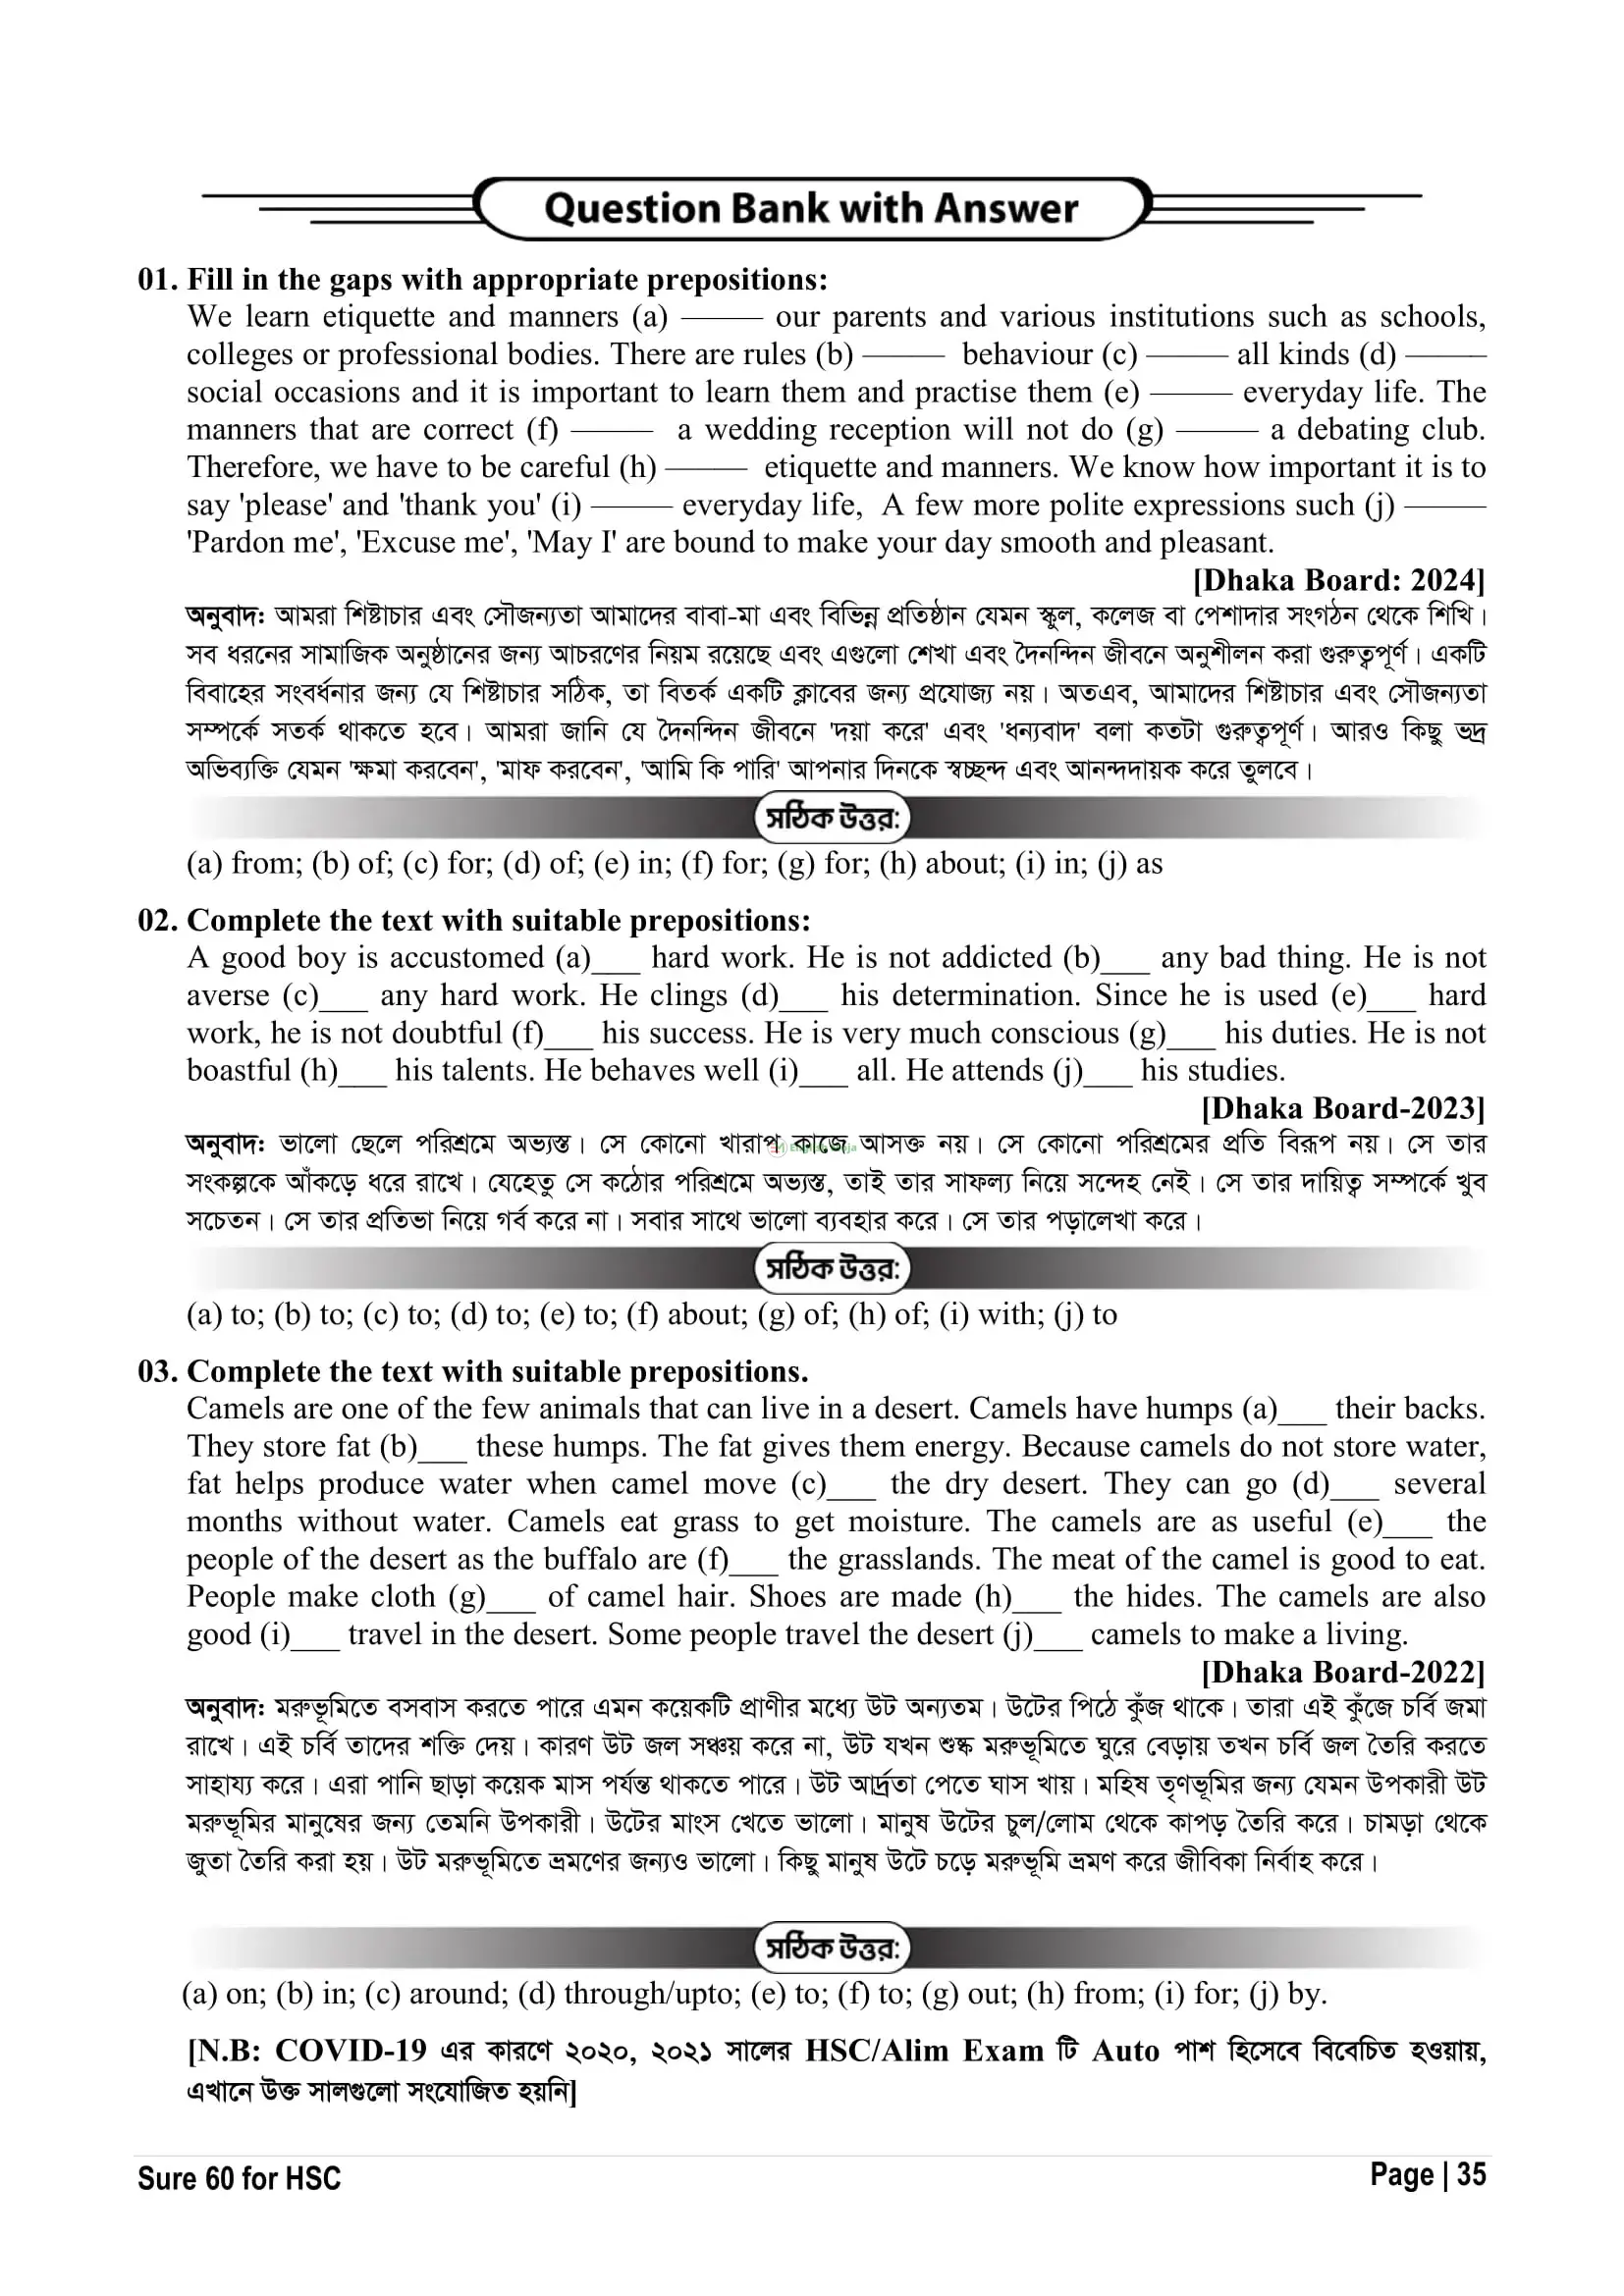 Question Bank with Answer
01. Fill in the gaps with appropriate prepositions:
We learn etiquette and manners (a) ——— our parents and various institutions such as schools,
colleges or professional bodies. There are rules (b) ——— behaviour (c) ——— all kinds (d) ———
social occasions and it is important to learn them and practise them (e) ——— everyday life. The
manners that are correct (f) ——— a wedding reception will not do (g) ——— a debating club.
Therefore, we have to be careful (h) ——— etiquette and manners. We know how important it is to
say 'please' and 'thank you' (i) ——— everyday life, A few more polite expressions such (j) ———
'Pardon me', 'Excuse me', 'May I' are bound to make your day smooth and pleasant.
[Dhaka Board: 2024]
অনুবাদ: আমরা শিষ্টাচার এবং সৌজন্যতা আমাদের বাবা-মা এবং বিভিন্ন প্রতিষ্ঠান যেমন স্কুল, কলেজ বা পেশাদার সংগঠন থেকে শিখি।
সব ধরনের সামাজিক অনুষ্ঠানের জন্য আচরণের নিয়ম রয়েছে এবং এগুলো শেখা এবং দৈনন্দিন জীবনে অনুশীলন করা গুরুত্বপূর্ণ। একটি
বিবাহের সংবর্ধনার জন্য যে শিষ্টাচার সঠিক, তা বিতর্ক একটি ক্লাবের জন্য প্রযোজ্য নয়। অতএব, আমাদের শিষ্টাচার এবং সৌজন্যতা
সম্পর্কে সতর্ক থাকতে হবে। আমরা জানি যে দৈনন্দিন জীবনে 'দয়া করে' এবং 'ধন্যবাদ' বলা কতটা গুরুত্বপূর্ণ। আরও কিছু ভদ্র
অভিব্যক্তি যেমন 'ক্ষমা করবেন', 'মাফ করবেন', 'আমি কি পারি' আপনার দিনকে স্বচ্ছন্দ এবং আনন্দদায়ক করে তুলবে।
সঠিক উত্তর:
(a) from; (b) of; (c) for; (d) of; (e) in; (f) for; (g) for; (h) about; (i) in; (j) as
02. Complete the text with suitable prepositions:
A good boy is accustomed (a)___ hard work. He is not addicted (b)___ any bad thing. He is not
averse (c)___ any hard work. He clings (d)___ his determination. Since he is used (e)___ hard
work, he is not doubtful (f)___ his success. He is very much conscious (g)___ his duties. He is not
boastful (h)___ his talents. He behaves well (i)___ all. He attends (j)___ his studies.
[Dhaka Board-2023]
অনুবাদ: ভালো ছেলে পরিশ্রমে অভ্যস্ত। সে কোনো খারাপ কাজে আসক্ত নয়। সে কোনো পরিশ্রমের প্রতি বিরূপ নয়। সে তার
সংকল্পকে আঁকড়ে ধরে রাখে। যেহেতু সে কঠোর পরিশ্রমে অভ্যস্ত, তাই তার সাফল্য নিয়ে সন্দেহ নেই। সে তার দায়িত্ব সম্পর্কে খুব
সচেতন। সে তার প্রতিভা নিয়ে গর্ব করে না। সবার সাথে ভালো ব্যবহার করে। সে তার পড়ালেখা করে।
সঠিক উত্তর:
(a) to; (b) to; (c) to; (d) to; (e) to; (f) about; (g) of; (h) of; (i) with; (j) to
03. Complete the text with suitable prepositions.
Camels are one of the few animals that can live in a desert. Camels have humps (a)___ their backs.
They store fat (b)___ these humps. The fat gives them energy. Because camels do not store water,
fat helps produce water when camel move (c)___ the dry desert. They can go (d)___ several
months without water. Camels eat grass to get moisture. The camels are as useful (e)___ the
people of the desert as the buffalo are (f)___ the grasslands. The meat of the camel is good to eat.
People make cloth (g)___ of camel hair. Shoes are made (h)___ the hides. The camels are also
good (i)___ travel in the desert. Some people travel the desert (j)___ camels to make a living.
[Dhaka Board-2022]
অনুবাদ: মরুভূমিতে বসবাস করতে পারে এমন কয়েকটি প্রাণীর মধ্যে উট অন্যতম। উটের পিঠে কুঁজ থাকে। তারা এই কুঁজে চর্বি জমা
রাখে। এই চর্বি তাদের শক্তি দেয়। কারণ উট জল সঞ্চয় করে না, উট যখন শুষ্ক মরুভূমিতে ঘুরে বেড়ায় তখন চর্বি জল তৈরি করতে
সাহায্য করে। এরা পানি ছাড়া কয়েক মাস পর্যন্ত থাকতে পারে। উট আর্দ্রতা পেতে ঘাস খায়। মহিষ তৃণভূমির জন্য যেমন উপকারী উট
মরুভূমির মানুষের জন্য তেমনি উপকারী। উটের মাংস খেতে ভালো। মানুষ উটের চুল/লোম থেকে কাপড় তৈরি করে। চামড়া থেকে
জুতা তৈরি করা হয়। উট মরুভূমিতে ভ্রমণের জন্যও ভালো। কিছু মানুষ উটে চড়ে মরুভূমি ভ্রমণ করে জীবিকা নির্বাহ করে।
সঠিক উত্তর:
(a) on; (b) in; (c) around; (d) through/upto; (e) to; (f) to; (g) out; (h) from; (i) for; (j) by.
[N.B: COVID-19 এর কারণে ২০২০, ২০২১ সালের HSC/Alim Exam টি Auto পাশ হিসেবে বিবেচিত হওয়ায়,
এখানে উক্ত সালগুলো সংযোজিত হয়নি]
Sure 60 for HSC
Page | 35